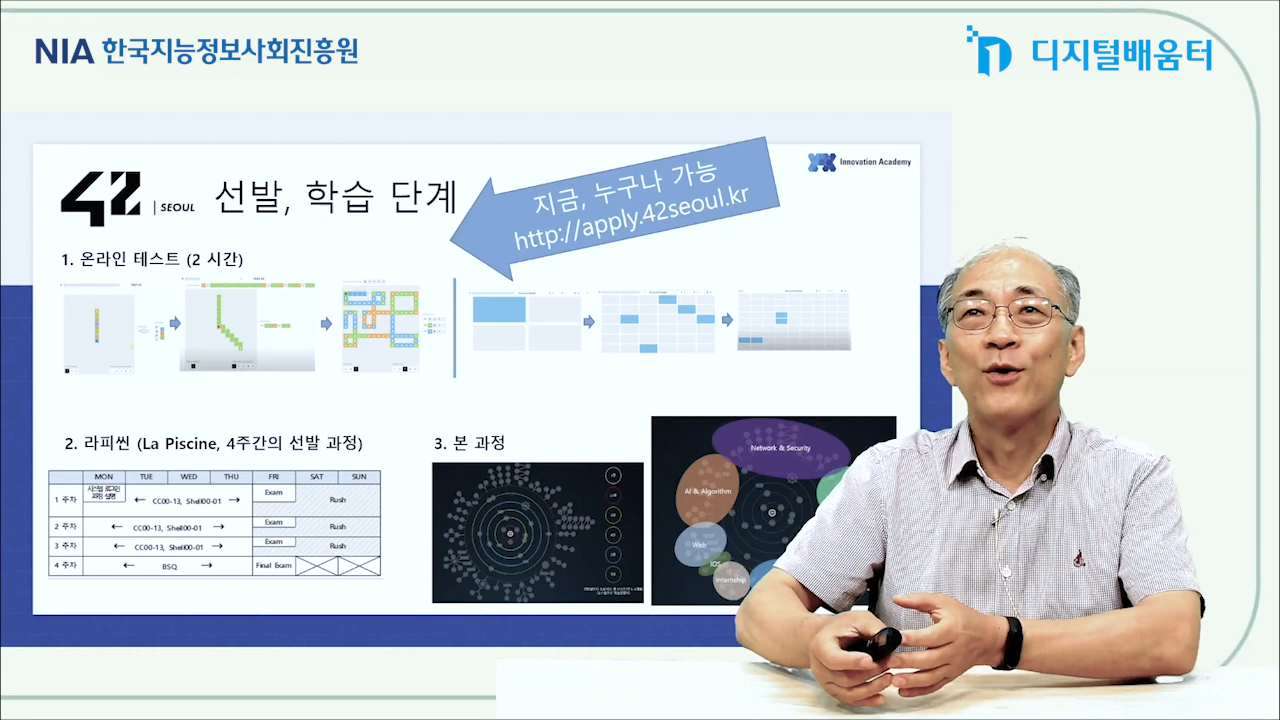 NIA 한국지능정보사회진흥원
디지털배움터
42 | SEOUL 선발, 학습 단계
지금, 누구나 가능
http://apply.42seoul.kr
Innovation Academy
1. 온라인 테스트 (2 시간)
2. 라피씬 (La Piscine, 4주간의 선발 과정)
MON TUE WED THU FRI SAT SUN
1 주차 CC00-13, Shell00-01 Exam Rush
2 주차 CC00-13, Shell00-01 Exam Rush
3 주차 CC00-13, Shell00-01 Exam Rush
4 주차 BSQ Final Exam
3. 본 과정
Network & Security
AI & Algorithm
Web
IOS
Internship